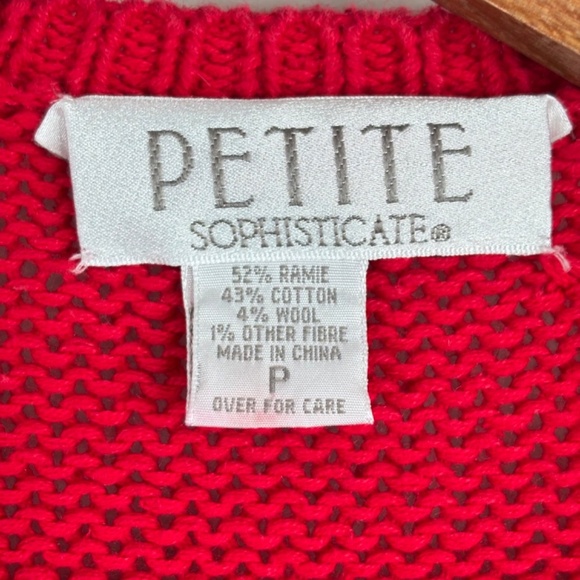 PETITE
SOPHISTICATE®
52% RAMIE
43% COTTON
4% WOOL
1% OTHER FIBRE
MADE IN CHINA
P
OVER FOR CARE